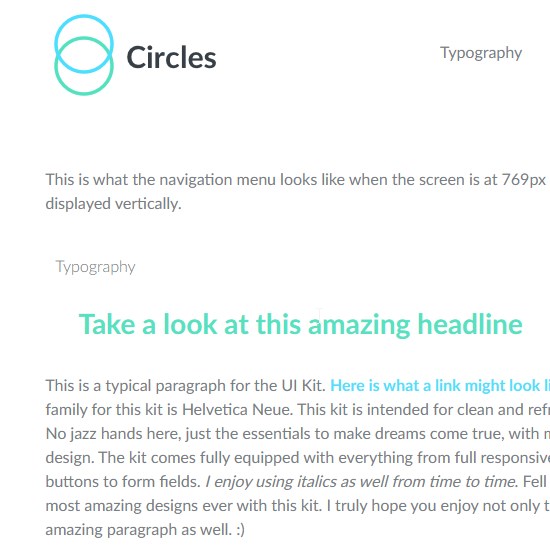 Circles
Typography
This is what the navigation menu looks like when the screen is at 769px
displayed vertically.
Typography
Take a look at this amazing headline
This is a typical paragraph for the UI Kit. Here is what a link might look
family for this kit is Helvetica Neue. This kit is intended for clean and
No jazz hands here, just the essentials to make dreams come true, with
design. The kit comes fully equipped with everything from full
buttons to form fields. I enjoy using italics as well from time to time. Fell
most amazing designs ever with this kit. I truly hope you enjoy not only
amazing paragraph as well. :)